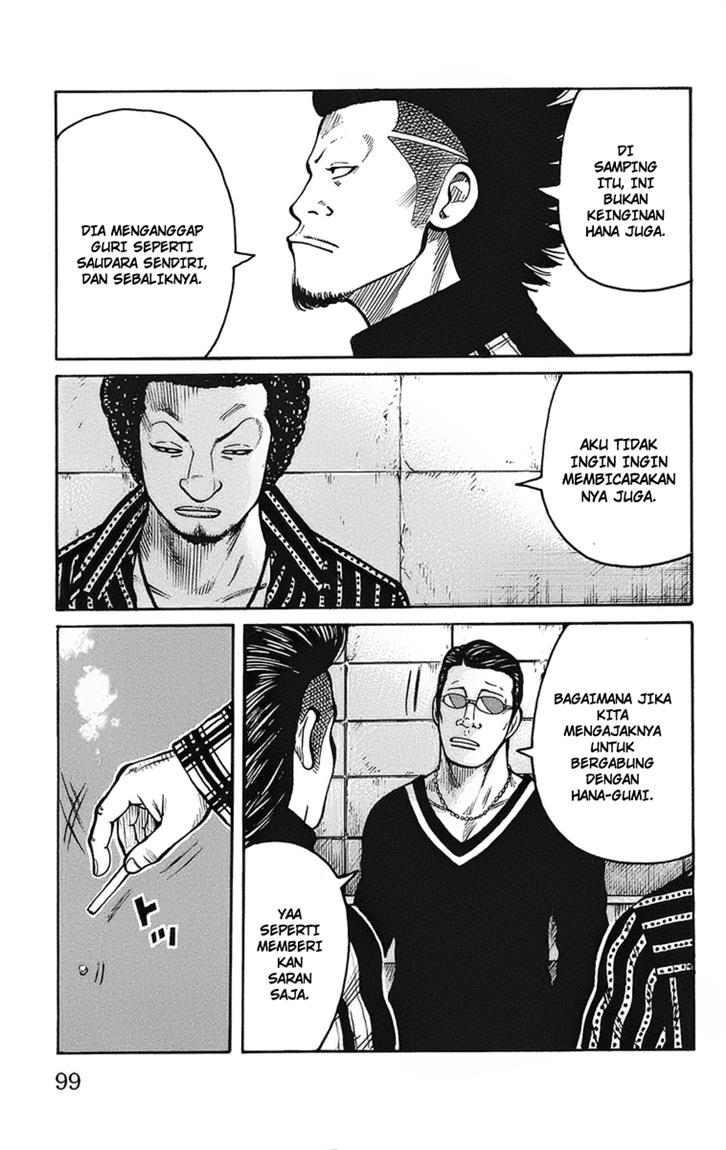 DI
SAMPING
ITU, INI
BUKAN
KEINGINAN
HANA JUGA.
DIA MENGANGGAP
GURI SEPERTI
SAUDARA SENDIRI,
DAN SEBALIKNYA.
AKU TIDAK
INGIN INGIN
MEMBICARAKAN
NYA JUGA.
BAGAIMANA JIKA
KITA
MENGAJAKNYA
UNTUK
BERGABUNG
DENGAN
HANA-GUMI.
YAA
SEPERTI
MEMBERI
KAN
SARAN
SAJA.
トッ
99